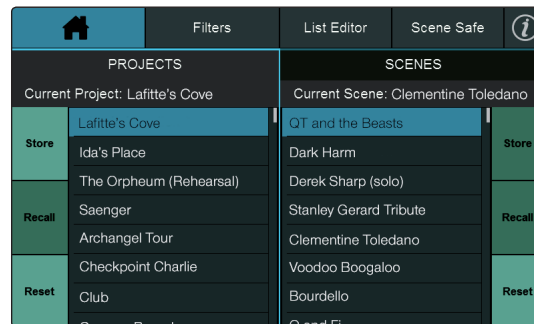 Filters
List Editor
Scene Safe
i
PROJECTS
Current Project: Lafitte's Cove
Store
Recall
Reset
Lafitte's Cove
Ida's Place
The Orpheum (Rehearsal)
Saenger
Archangel Tour
Checkpoint Charlie
Club
SCENES
Current Scene: Clementine Toledano
QT and the Beasts
Dark Harm
Derek Sharp (solo)
Stanley Gerard Tribute
Clementine Toledano
Voodoo Boogaloo
Bourdello
Store
Recall
Reset